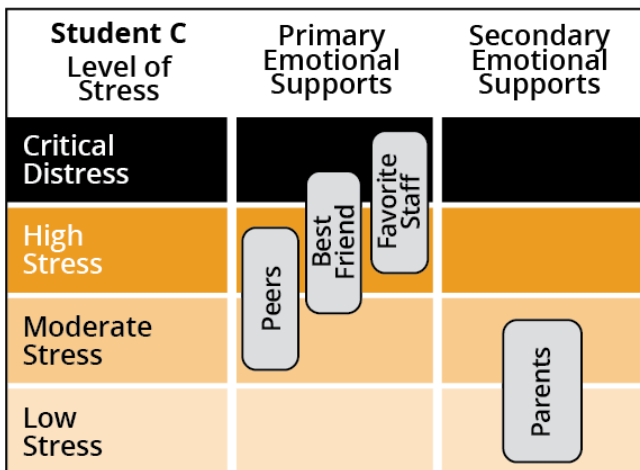 Student C
Level of
Stress
Primary
Emotional
Supports
Secondary
Emotional
Supports
Critical
Distress
Favorite
Staff
Best
Friend
High
Stress
Peers
Moderate
Stress
Parents
Low
Stress